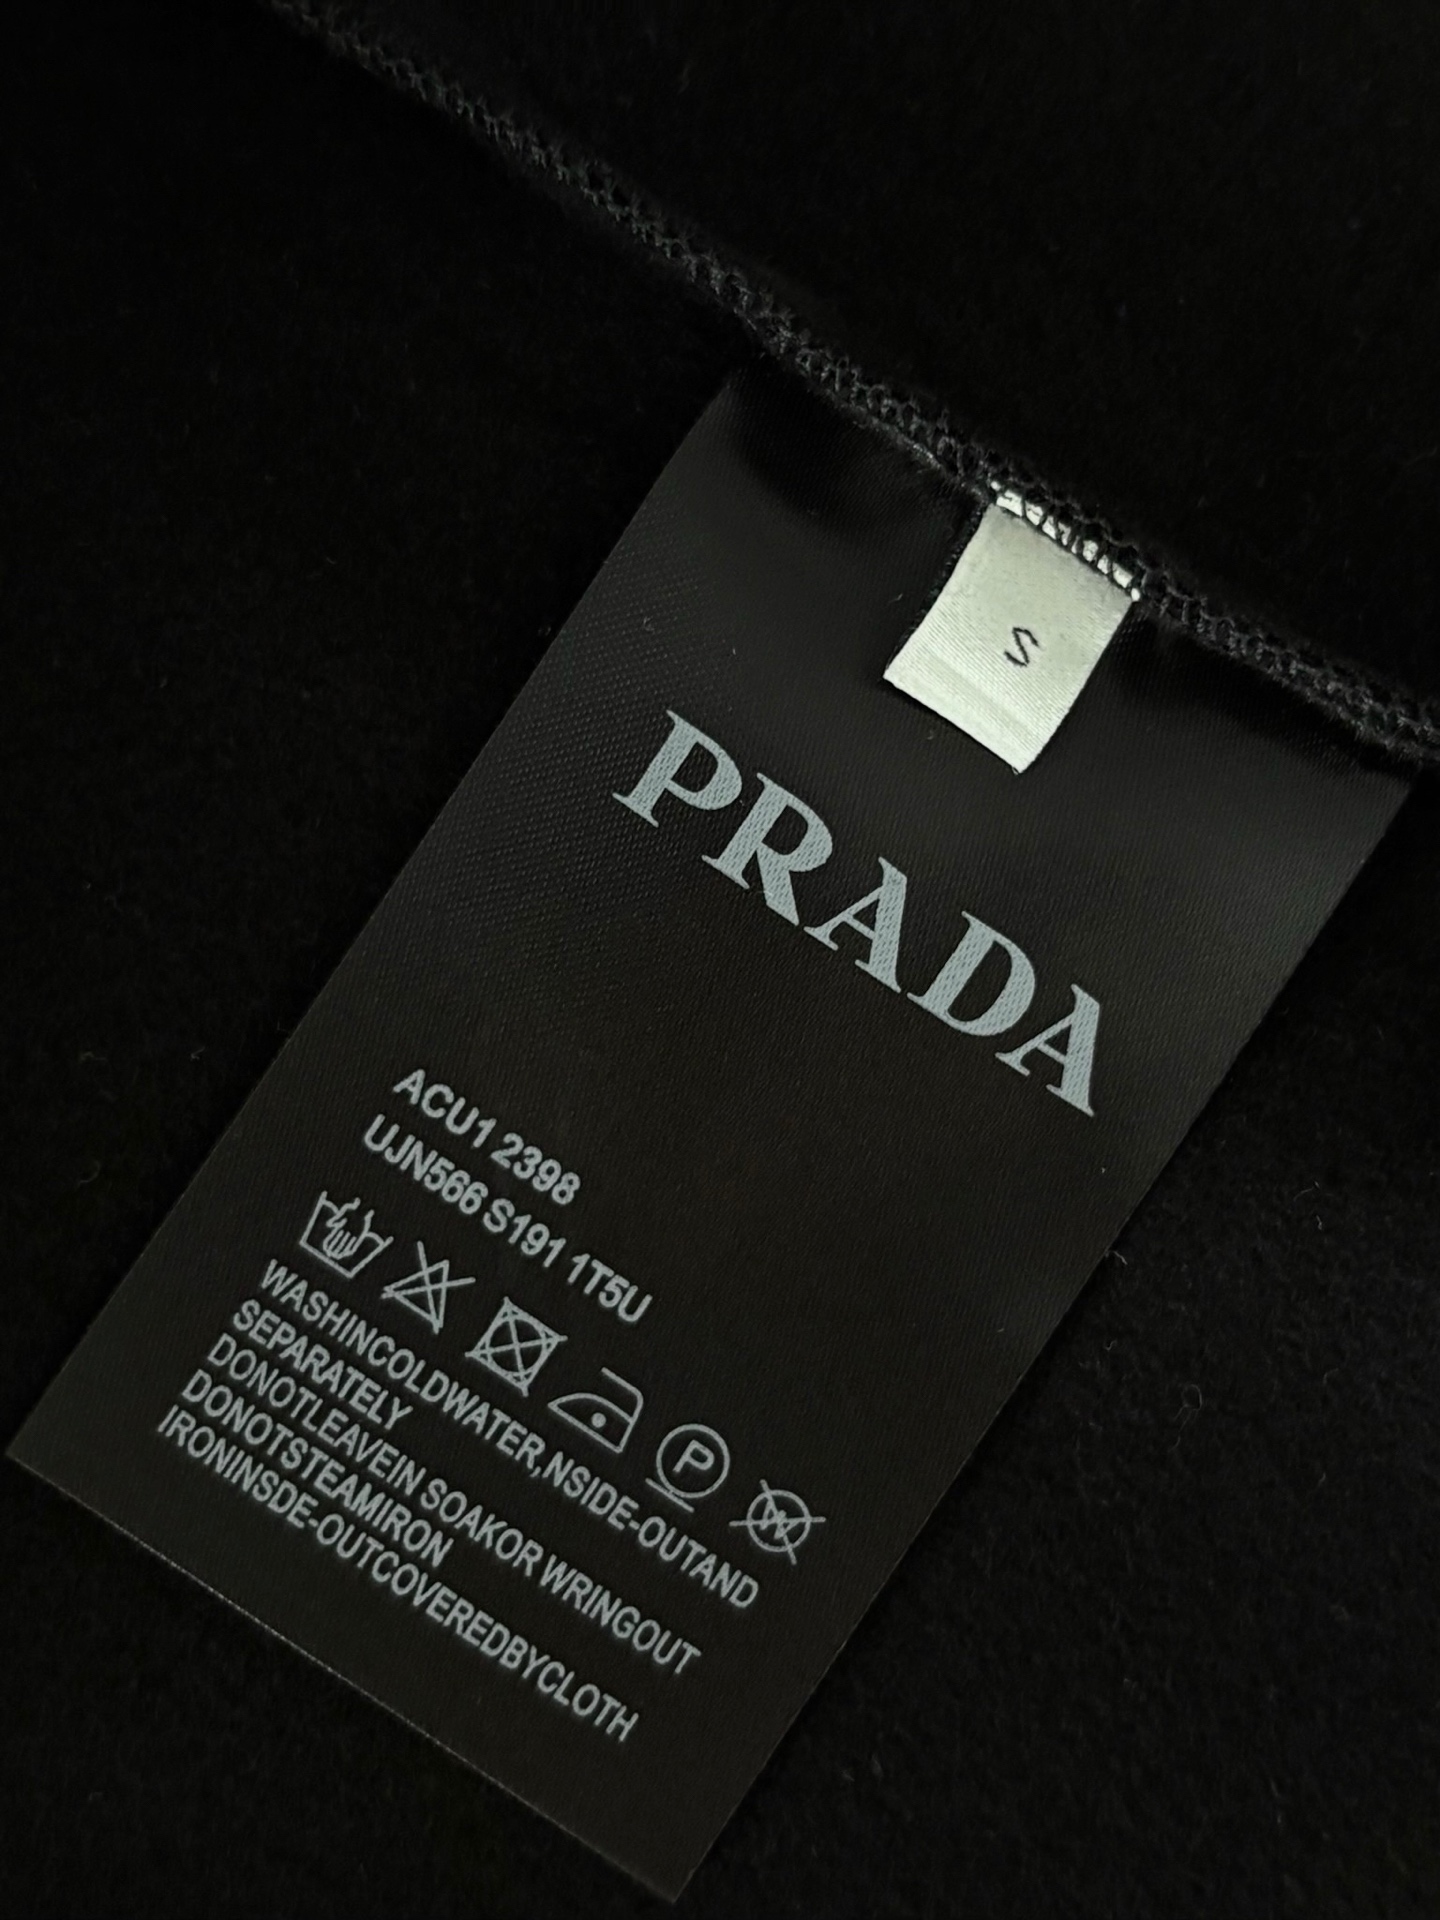 S
PRADA
ACU1 2398
UJN566 S191 1T5U
P
WASHINCOLDWATER,NSIDE-OUTAND
SEPARATELY
DONOTLEAVEIN SOAKOR WRINGOUT
DONOTSTEAMIRON
IRONINSDE-OUTCOVEREDBYCLOTH